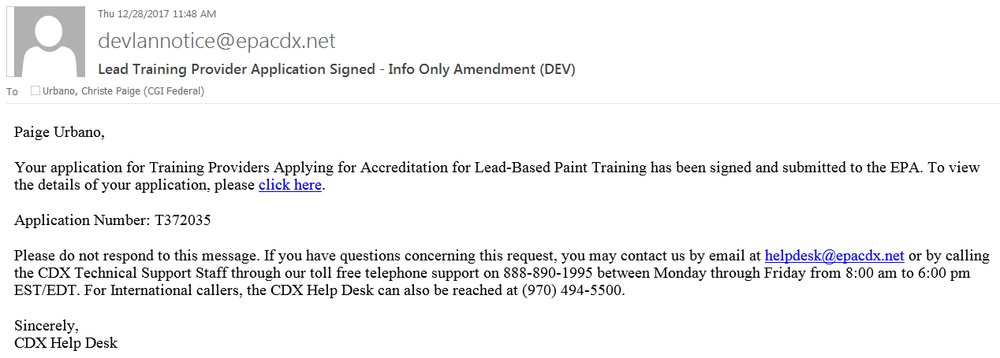 Thu 12/28/2017 11:48 AM
devlannotice@epacdx.net
Lead Training Provider Application Signed - Info Only Amendment (DEV)
To Urbano, Christe Paige (CGI Federal)
Paige Urbano,
Your application for Training Providers Applying for Accreditation for Lead-Based Paint Training has been signed and submitted to the EPA. To view
the details of your application, please click here.
Application Number: T372035
Please do not respond to this message. If you have questions concerning this request, you may contact us by email at helpdesk@epacdx.net or by calling
the CDX Technical Support Staff through our toll free telephone support on 888-890-1995 between Monday through Friday from 8:00 am to 6:00 pm
EST/EDT. For International callers, the CDX Help Desk can also be reached at (970) 494-5500.
Sincerely,
CDX Help Desk